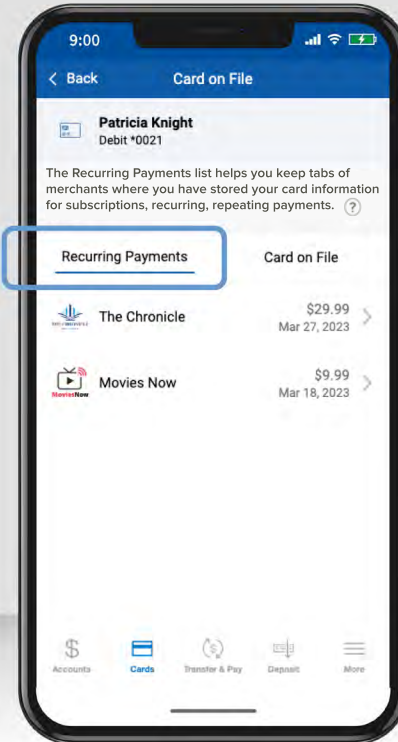 9:00
Back
Card on File
Patricia Knight
Debit *0021
The Recurring Payments list helps you keep tabs of
merchants where you have stored your card information
for subscriptions, recurring, repeating payments. ?
Recurring Payments
Card on File
The Chronicle
$29.99
Mar 27, 2023
MoviesNow
Movies Now
$9.99
Mar 18, 2023
Accounts
Cards
Transfer & Pay
Deposit
More